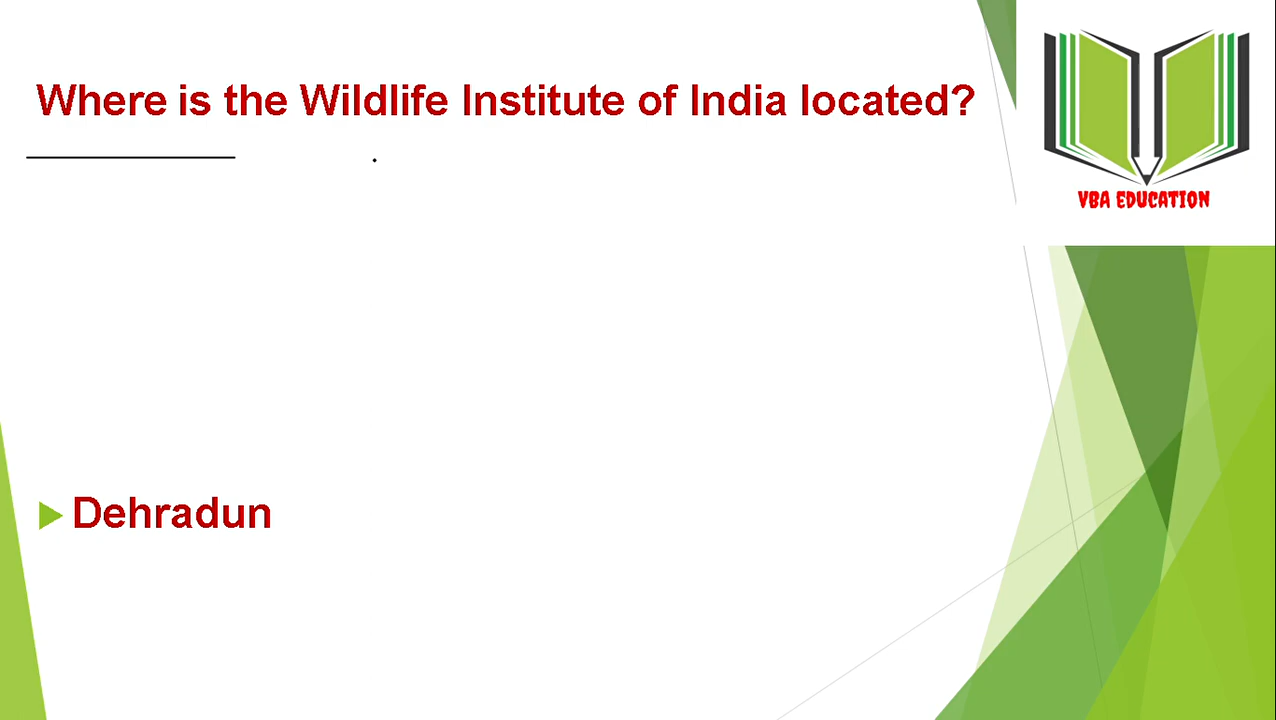 Where is the Wildlife Institute of India located?
VBA EDUCATION
Dehradun